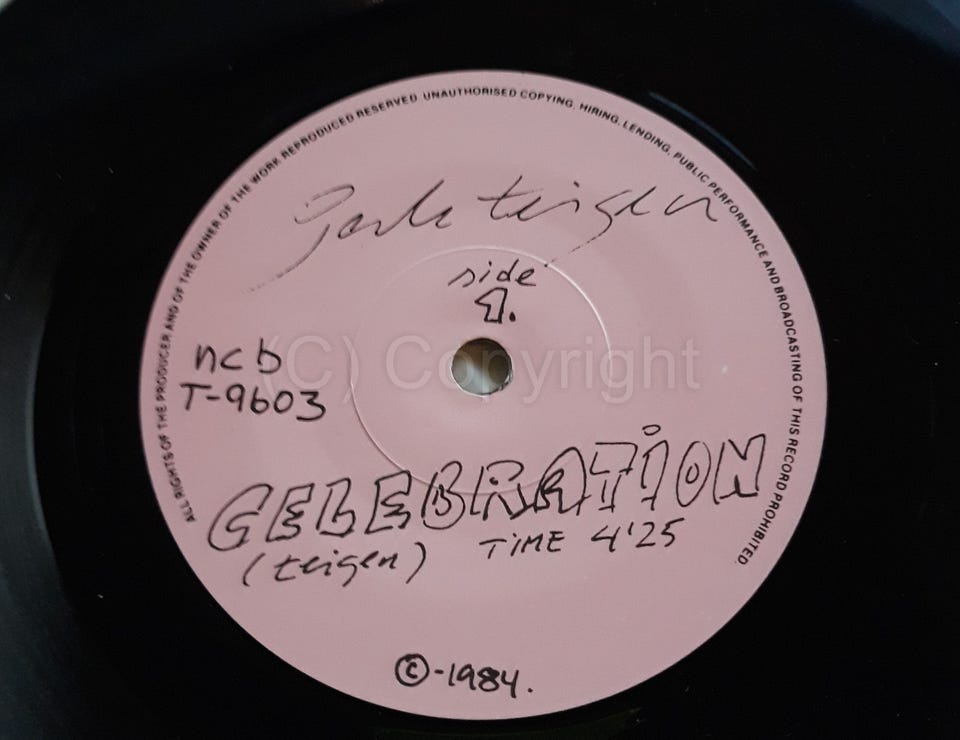 ALL RIGHTS OF THE PRODUCER AND OF THE OWNER OF THE WORK REPRODUCED RESERVED. UNAUTHORISED COPYING, HIRING, LENDING, PUBLIC PERFORMANCE AND BROADCASTING OF THIS RECORD PROHIBITED.
teigen
side
1.
(C) Copyright
ncb
T-9603
CELEBRATION
(teigen) TiME 4'25
©-1984.